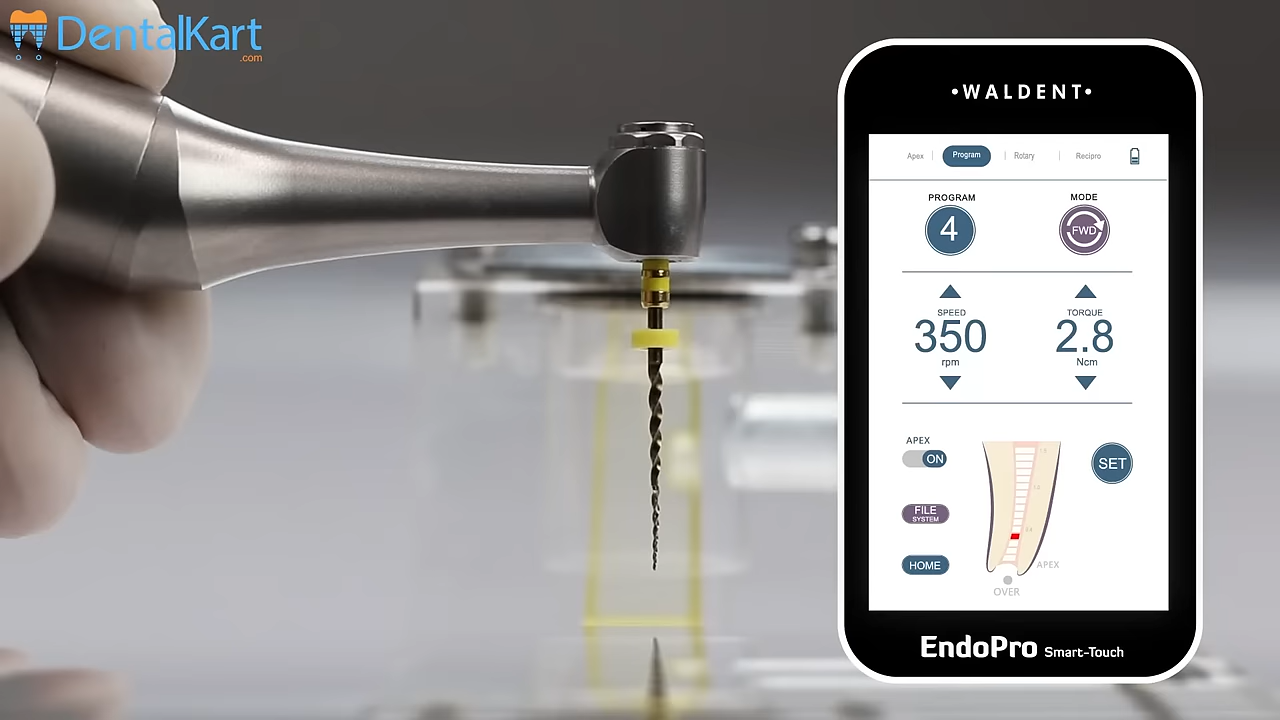 DentalKart
.com
•WALDENT•
Apex
Program
Rotary
Recipro
PROGRAM
MODE
4
FWD
SPEED
TORQUE
350
2.8
rpm
Ncm
APEX
ON
SET
FILE
SYSTEM
HOME
APEX
OVER
EndoPro Smart-Touch